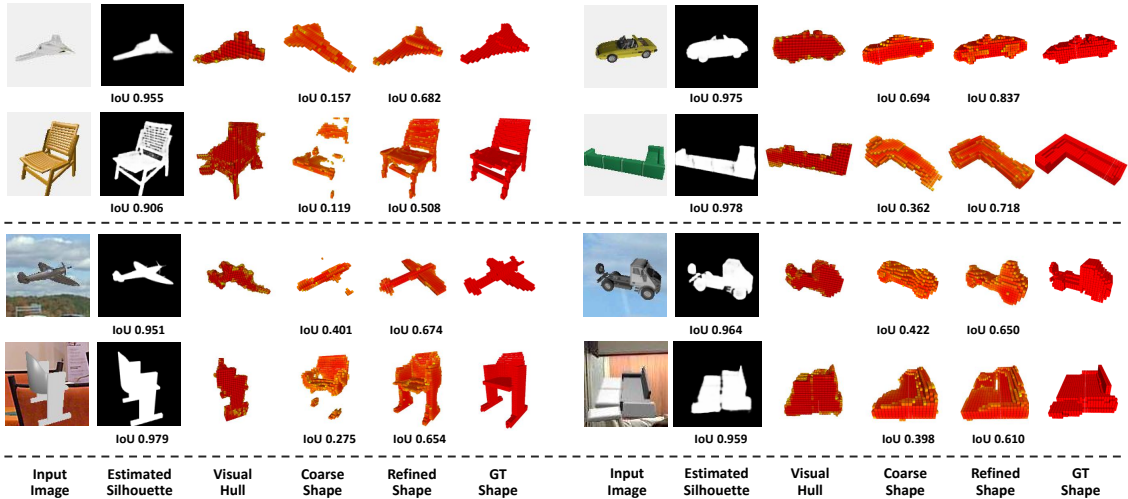 IoU 0.955 IoU 0.157 IoU 0.682 IoU 0.975 IoU 0.694 IoU 0.837
IoU 0.906 IoU 0.119 IoU 0.508 IoU 0.978 IoU 0.362 IoU 0.718
IoU 0.951 IoU 0.401 IoU 0.674 IoU 0.964 IoU 0.422 IoU 0.650
IoU 0.979 IoU 0.275 IoU 0.654 IoU 0.959 IoU 0.398 IoU 0.610
Input Estimated Visual Coarse Refined GT Input Estimated Visual Coarse Refined GT
Image Silhouette Hull Shape Shape Shape Image Silhouette Hull Shape Shape Shape